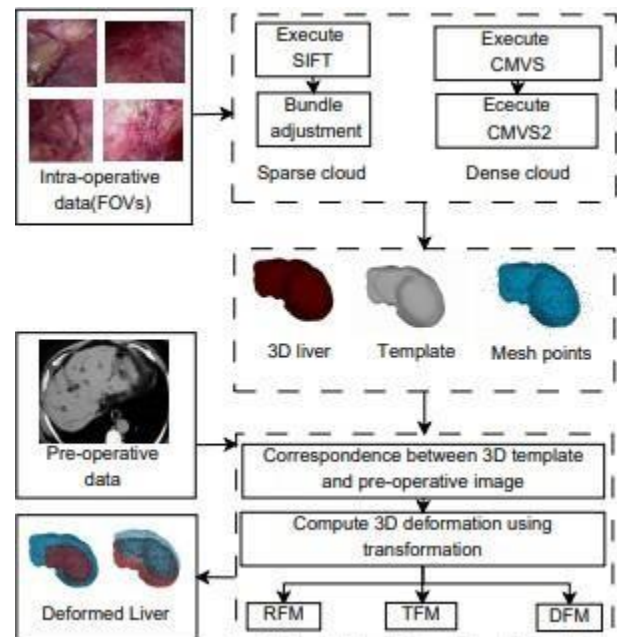 Intra-operative
data(FOVs)
Execute
SIFT
Bundle
adjustment
Sparse cloud
Execute
CMVS
Ececute
CMVS2
Dense cloud
3D liver
Template
Mesh points
Pre-operative
data
Correspondence between 3D template
and pre-operative image
Compute 3D deformation using
transformation
RFM
TFM
DFM
Deformed Liver